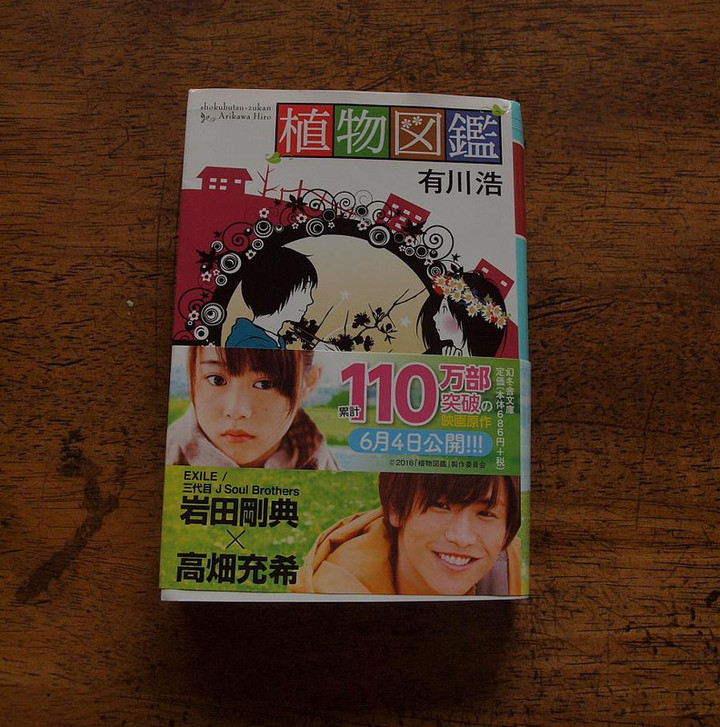 shokubutsu-zukan
Arikawa Hiro
植物図鑑
有川浩
累計110万部
突破の
映画原作
6月4日公開!!!
©2016「植物図鑑」製作委員会
幻冬舎文庫
定価(本体686円+税)
EXILE /
三代目 J Soul Brothers
岩田剛典
×
高畑充希